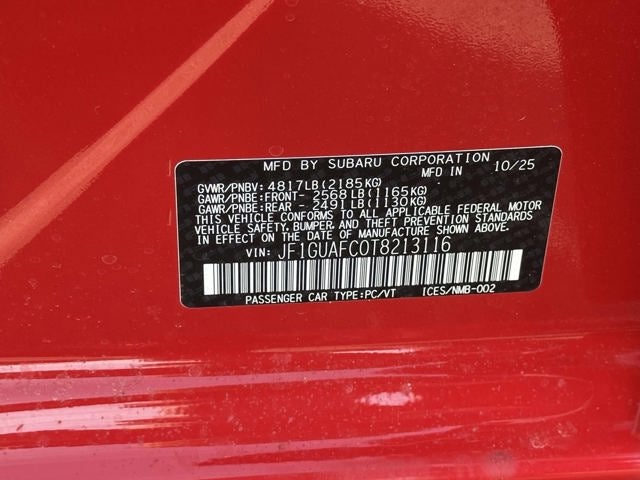 MFD BY SUBARU CORPORATION
MFD IN 10/25
GVWR/PNBV: 4817LB(2185KG)
GAWR/PNBE:FRONT- 2568LB(1165KG)
GAWR/PNBE:REAR - 2491LB(1130KG)
THIS VEHICLE CONFORMS TO ALL APPLICABLE FEDERAL MOTOR
VEHICLE SAFETY, BUMPER, AND THEFT PREVENTION STANDARDS
IN EFFECT ON THE DATE OF MANUFACTURE SHOWN ABOVE.
VIN: JF1GUAFC0T8213116
PASSENGER CAR TYPE:PC/VT ICES/NMB-002